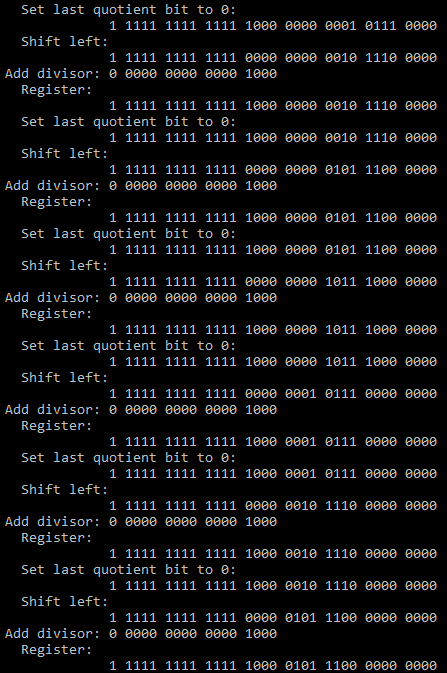 Set last quotient bit to 0:
1 1111 1111 1111 1000 0000 0001 0111 0000
Shift left:
1 1111 1111 1111 0000 0000 0010 1110 0000
Add divisor: 0 0000 0000 0000 1000
Register:
1 1111 1111 1111 1000 0000 0010 1110 0000
Set last quotient bit to 0:
1 1111 1111 1111 1000 0000 0010 1110 0000
Shift left:
1 1111 1111 1111 0000 0000 0101 1100 0000
Add divisor: 0 0000 0000 0000 1000
Register:
1 1111 1111 1111 1000 0000 0101 1100 0000
Set last quotient bit to 0:
1 1111 1111 1111 1000 0000 0101 1100 0000
Shift left:
1 1111 1111 1111 0000 0000 1011 1000 0000
Add divisor: 0 0000 0000 0000 1000
Register:
1 1111 1111 1111 1000 0000 1011 1000 0000
Set last quotient bit to 0:
1 1111 1111 1111 1000 0000 1011 1000 0000
Shift left:
1 1111 1111 1111 0000 0001 0111 0000 0000
Add divisor: 0 0000 0000 0000 1000
Register:
1 1111 1111 1111 1000 0001 0111 0000 0000
Set last quotient bit to 0:
1 1111 1111 1111 1000 0001 0111 0000 0000
Shift left:
1 1111 1111 1111 0000 0010 1110 0000 0000
Add divisor: 0 0000 0000 0000 1000
Register:
1 1111 1111 1111 1000 0010 1110 0000 0000
Set last quotient bit to 0:
1 1111 1111 1111 1000 0010 1110 0000 0000
Shift left:
1 1111 1111 1111 0000 0101 1100 0000 0000
Add divisor: 0 0000 0000 0000 1000
Register:
1 1111 1111 1111 1000 0101 1100 0000 0000